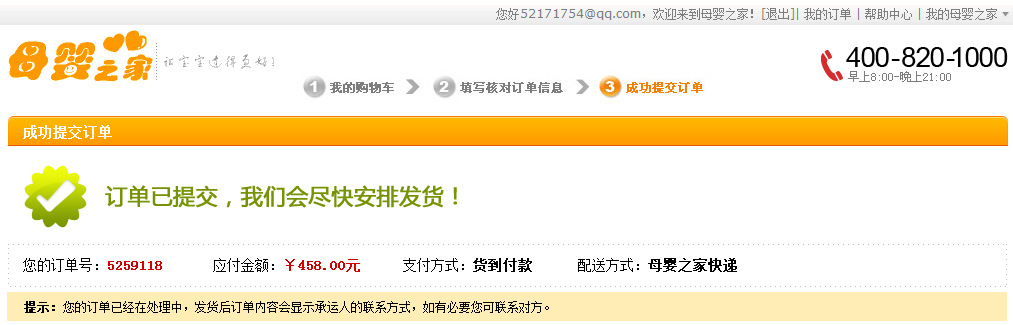 您好52171754@qq.com，欢迎来到母婴之家！[退出]| 我的订单 | 帮助中心 | 我的母婴之家
母婴之家 让宝宝选得更好！
400-820-1000
早上8:00-晚上21:00
1 我的购物车 2 填写核对订单信息 3 成功提交订单
成功提交订单
订单已提交，我们会尽快安排发货！
您的订单号：5259118 应付金额：￥458.00元 支付方式：货到付款 配送方式：母婴之家快递
提示：您的订单已经在处理中，发货后订单内容会显示承运人的联系方式，如有必要您可联系对方。